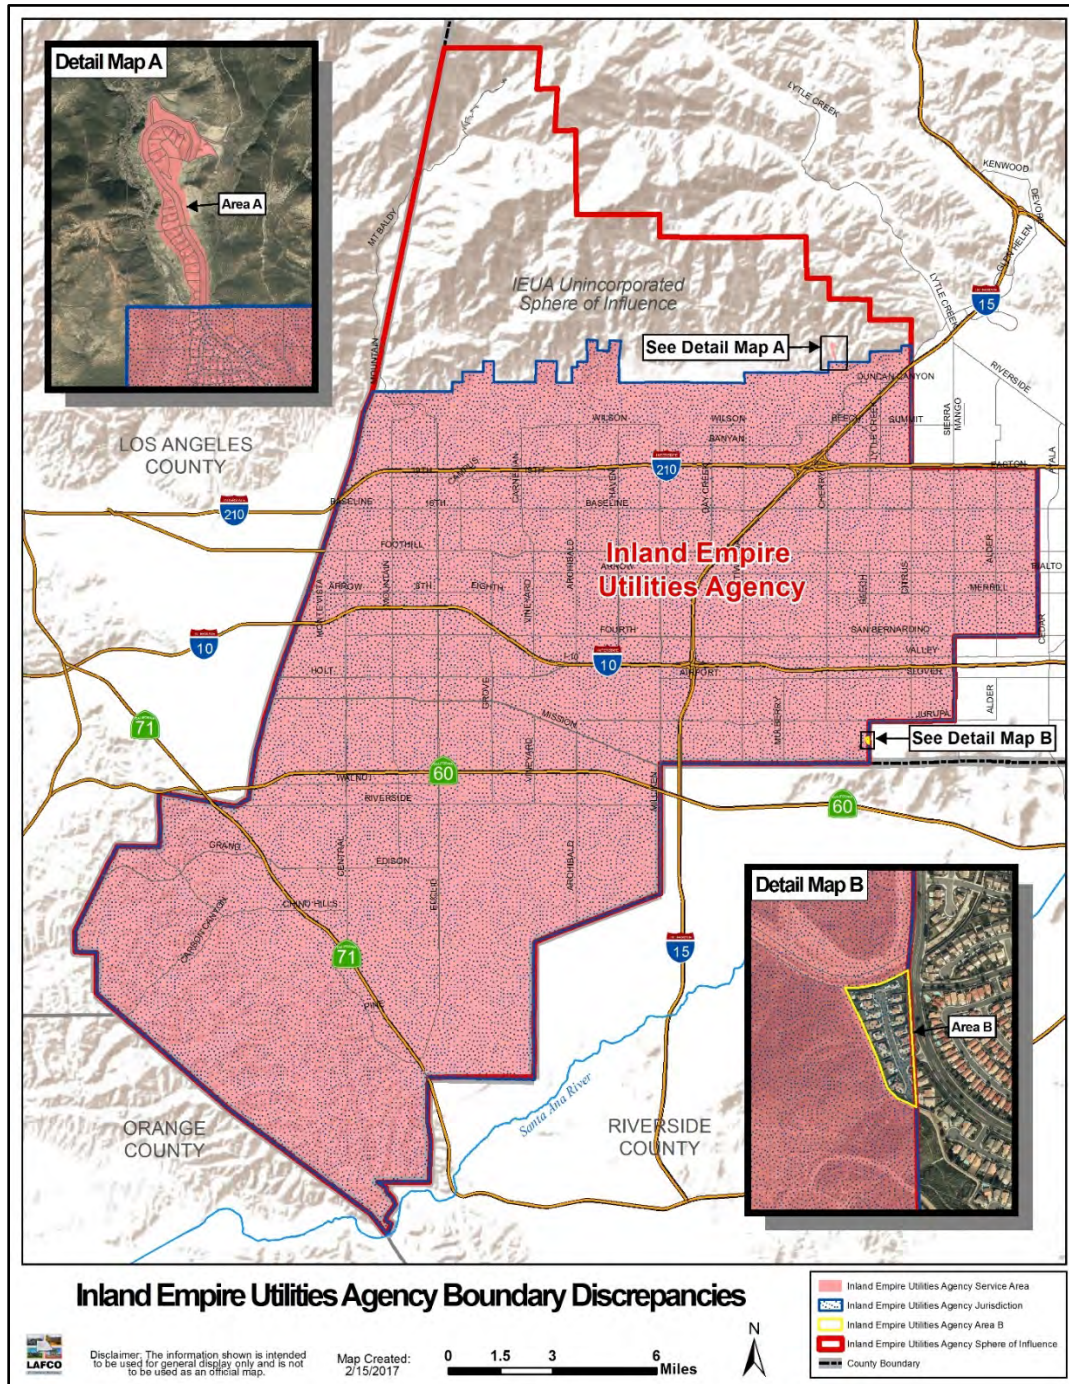 Detail Map A
Area A
LYTLE CREEK
KENWOOD
DEVORE
GLEN HELEN
MT BALDY
LYTLE CREEK
IEUA Unincorporated
Sphere of Influence
15
See Detail Map A
MOUNTAIN
DUNCAN CANYON
RIVERSIDE
LOS ANGELES
COUNTY
WILSON
WILSON
BEECH
SUMMIT
LYTLE CREEK
SIERRA
MANGO
BANYAN
AYALA
19TH
CAMPUS
CARNELIAN
19TH
HAVEN
210
DAY CREEK
CHERRY
EASTON
BASELINE
16TH
BASELINE
210
FOOTHILL
ARCHIBALD
Inland Empire
Utilities Agency
ARROW
ALDER
RIALTO
ARROW
MOUNTAIN
8TH
EIGHTH
VINEYARD
BEECH
CITRUS
MERRILL
MONTE VISTA
FOURTH
SAN BERNARDINO
CEDAR
10
HOLT
I-10
10
AIRPORT
VALLEY
SLOVER
GROVE
MISSION
MULBERRY
JURUPA
ALDER
71
See Detail Map B
VINEYARD
WALNUT
60
MILLIKEN
RIVERSIDE
60
GRAND
CENTRAL
EDISON
ARCHIBALD
EUCLID
CHINO HILLS
CARBON CANYON
71
15
PINE
Detail Map B
Area B
Santa Ana River
ORANGE
COUNTY
RIVERSIDE
COUNTY
Inland Empire Utilities Agency Boundary Discrepancies
LAFCO
Disclaimer: The information shown is intended
to be used for general display only and is not
to be used as an official map.
Map Created:
2/15/2017
0 1.5 3 6
Miles
N
Inland Empire Utilities Agency Service Area
Inland Empire Utilities Agency Jurisdiction
Inland Empire Utilities Agency Area B
Inland Empire Utilities Agency Sphere of Influence
County Boundary